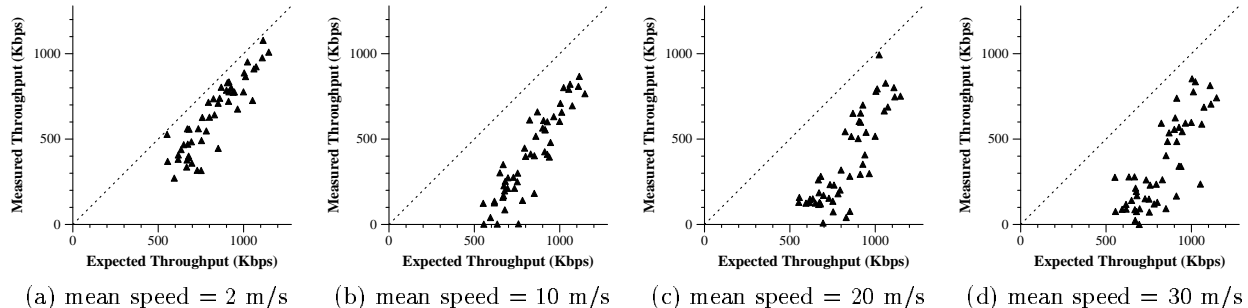 Measured Throughput (Kbps)
1000
500
0
0 500 1000
Expected Throughput (Kbps)
(a) mean speed = 2 m/s
Measured Throughput (Kbps)
1000
500
0
0 500 1000
Expected Throughput (Kbps)
(b) mean speed = 10 m/s
Measured Throughput (Kbps)
1000
500
0
0 500 1000
Expected Throughput (Kbps)
(c) mean speed = 20 m/s
Measured Throughput (Kbps)
1000
500
0
0 500 1000
Expected Throughput (Kbps)
(d) mean speed = 30 m/s